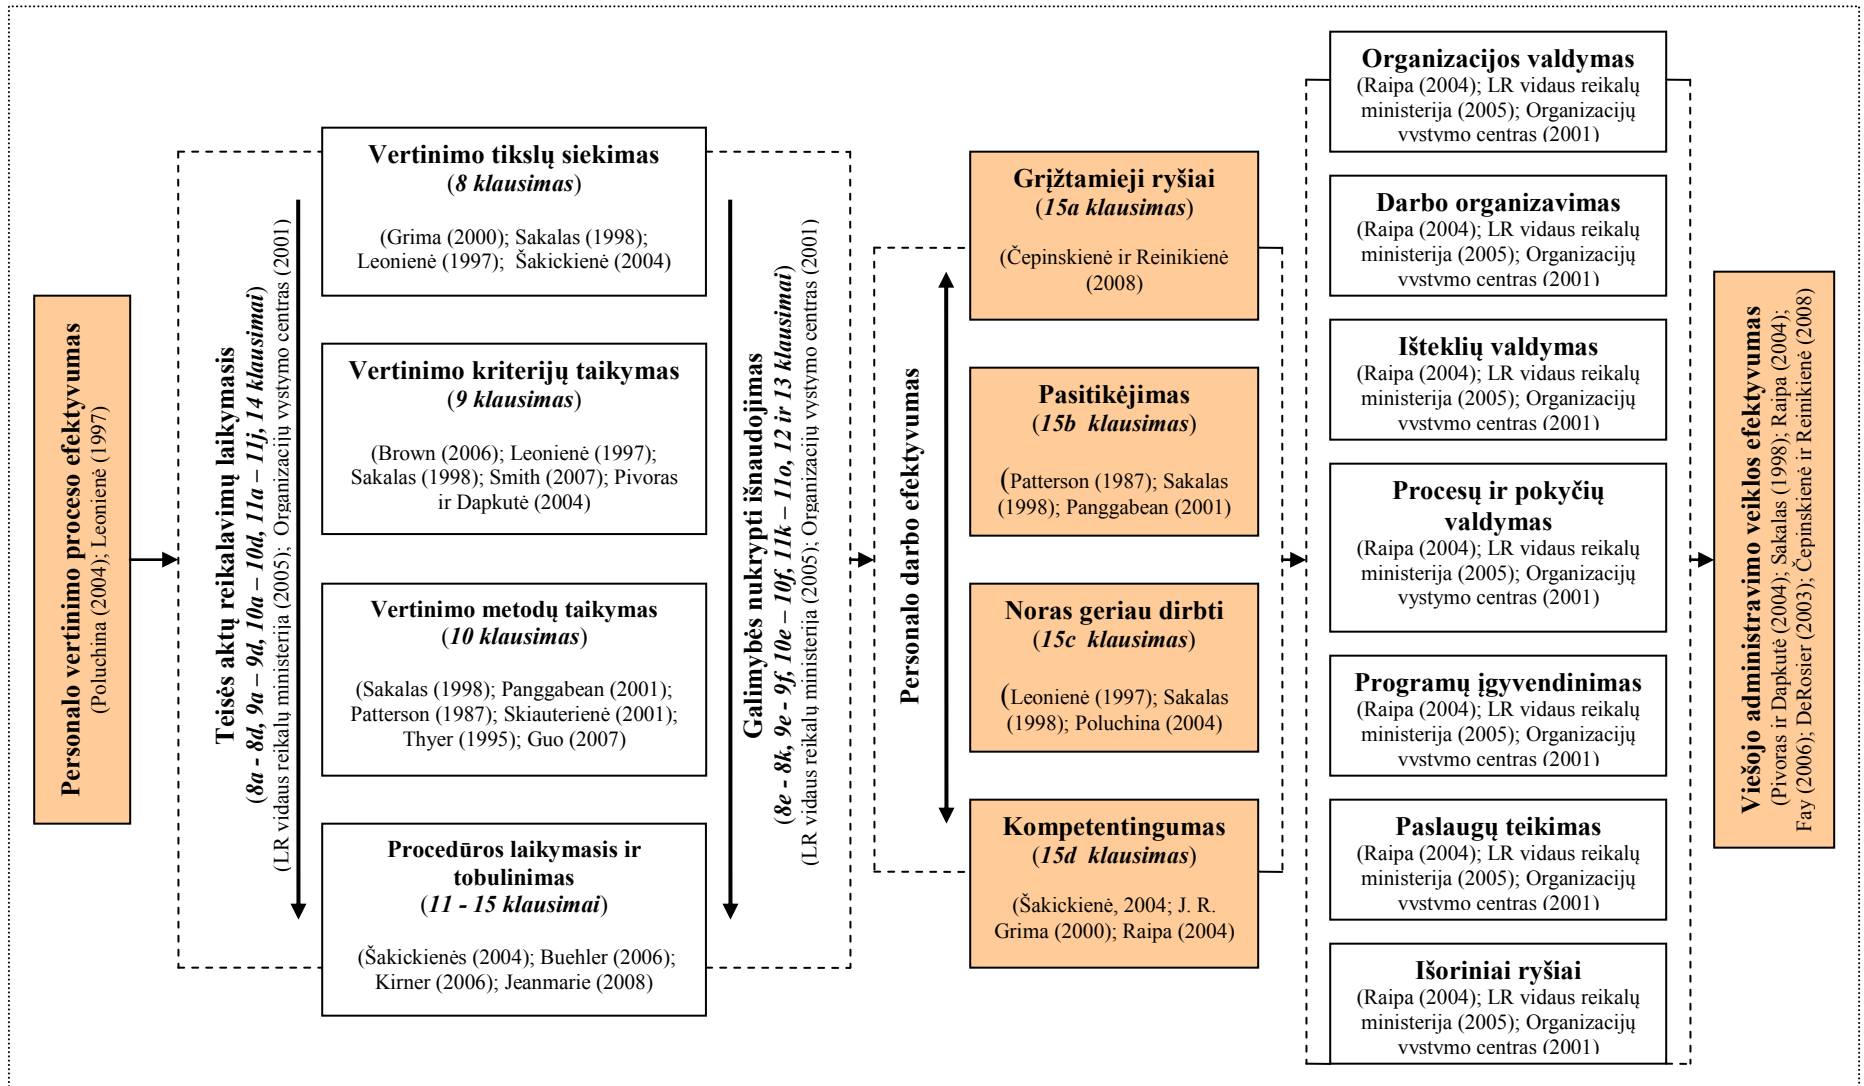 Personalo vertinimo proceso efektyvumas
(Poluchina (2004); Leonienė (1997)
Teisės aktų reikalavimų laikymasis
(8a - 8d, 9a – 9d, 10a – 10d, 11a – 11j, 14 klausimai)
(LR vidaus reikalų ministerija (2005); Organizacijų vystymo centras (2001)
Vertinimo tikslų siekimas
(8 klausimas)
(Grima (2000); Sakalas (1998);
Leonienė (1997); Šakickienė (2004)
Vertinimo kriterijų taikymas
(9 klausimas)
(Brown (2006); Leonienė (1997);
Sakalas (1998); Smith (2007); Pivoras
ir Dapkutė (2004)
Vertinimo metodų taikymas
(10 klausimas)
(Sakalas (1998); Panggabean (2001);
Patterson (1987); Skiauterienė (2001);
Thyer (1995); Guo (2007)
Procedūros laikymasis ir
tobulinimas
(11 - 15 klausimai)
(Šakickienės (2004); Buehler (2006);
Kirner (2006); Jeanmarie (2008)
Galimybės nukrypti išnaudojimas
(8e - 8k, 9e - 9f, 10e – 10f, 11k – 11o, 12 ir 13 klausimai)
(LR vidaus reikalų ministerija (2005); Organizacijų vystymo centras (2001)
Personalo darbo efektyvumas
Grįžtamieji ryšiai
(15a klausimas)
(Čepinskienė ir Reinikienė
(2008)
Pasitikėjimas
(15b klausimas)
(Patterson (1987); Sakalas
(1998); Panggabean (2001)
Noras geriau dirbti
(15c klausimas)
(Leonienė (1997); Sakalas
(1998); Poluchina (2004)
Kompetentingumas
(15d klausimas)
(Šakickienė, 2004; J. R.
Grima (2000); Raipa (2004)
Organizacijos valdymas
(Raipa (2004); LR vidaus reikalų
ministerija (2005); Organizacijų
vystymo centras (2001)
Darbo organizavimas
(Raipa (2004); LR vidaus reikalų
ministerija (2005); Organizacijų
vystymo centras (2001)
Išteklių valdymas
(Raipa (2004); LR vidaus reikalų
ministerija (2005); Organizacijų
vystymo centras (2001)
Procesų ir pokyčių
valdymas
(Raipa (2004); LR vidaus reikalų
ministerija (2005); Organizacijų
vystymo centras (2001)
Programų įgyvendinimas
(Raipa (2004); LR vidaus reikalų
ministerija (2005); Organizacijų
vystymo centras (2001)
Paslaugų teikimas
(Raipa (2004); LR vidaus reikalų
ministerija (2005); Organizacijų
vystymo centras (2001)
Išoriniai ryšiai
(Raipa (2004); LR vidaus reikalų
ministerija (2005); Organizacijų
vystymo centras (2001)
Viešojo administravimo veiklos efektyvumas
(Pivoras ir Dapkutė (2004); Sakalas (1998); Raipa (2004);
Fay (2006); DeRosier (2003); Čepinskienė ir Reinikienė (2008)